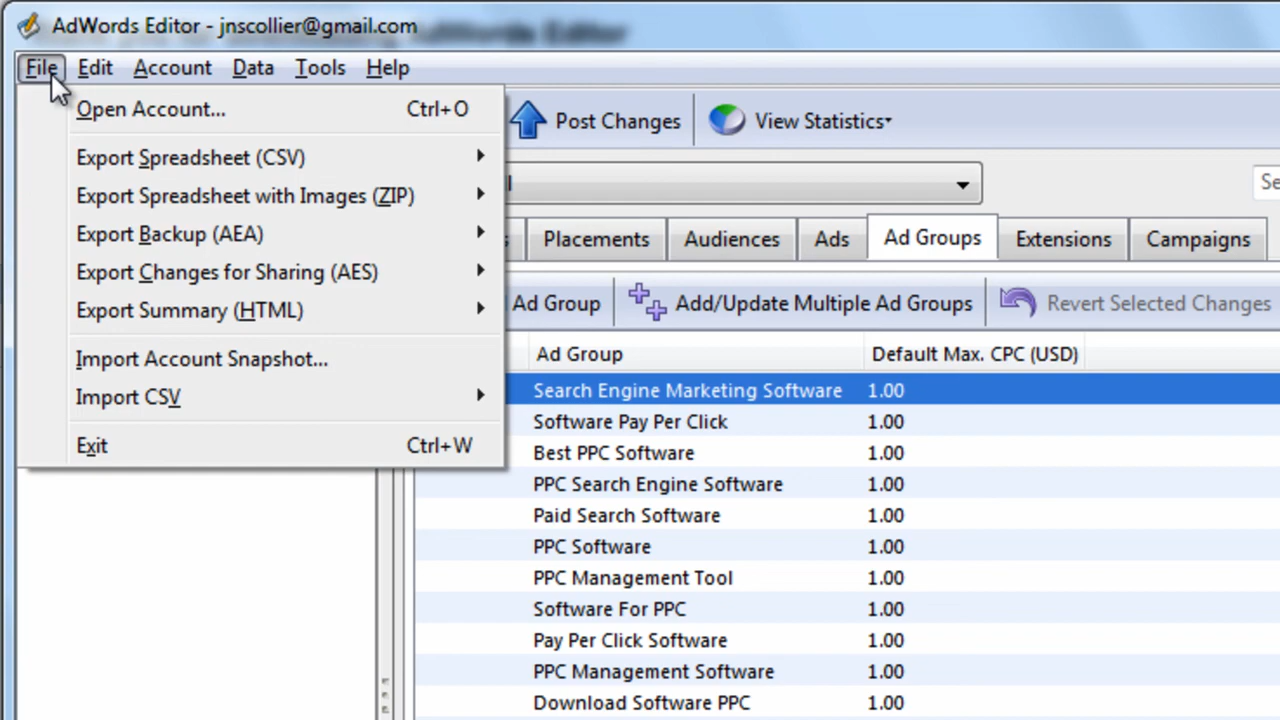 AdWords Editor - jnscollier@gmail.com
AdWords Editor
File Edit Account Data Tools Help
Open Account... Ctrl+O
Export Spreadsheet (CSV)
Export Spreadsheet with Images (ZIP)
Export Backup (AEA)
Export Changes for Sharing (AES)
Export Summary (HTML)
Import Account Snapshot...
Import CSV
Exit Ctrl+W
Post Changes View Statistics
Placements Audiences Ads Ad Groups Extensions Campaigns
Ad Group Add/Update Multiple Ad Groups Revert Selected Changes
Ad Group Default Max. CPC (USD)
Search Engine Marketing Software 1.00
Software Pay Per Click 1.00
Best PPC Software 1.00
PPC Search Engine Software 1.00
Paid Search Software 1.00
PPC Software 1.00
PPC Management Tool 1.00
Software For PPC 1.00
Pay Per Click Software 1.00
PPC Management Software 1.00
Download Software PPC 1.00